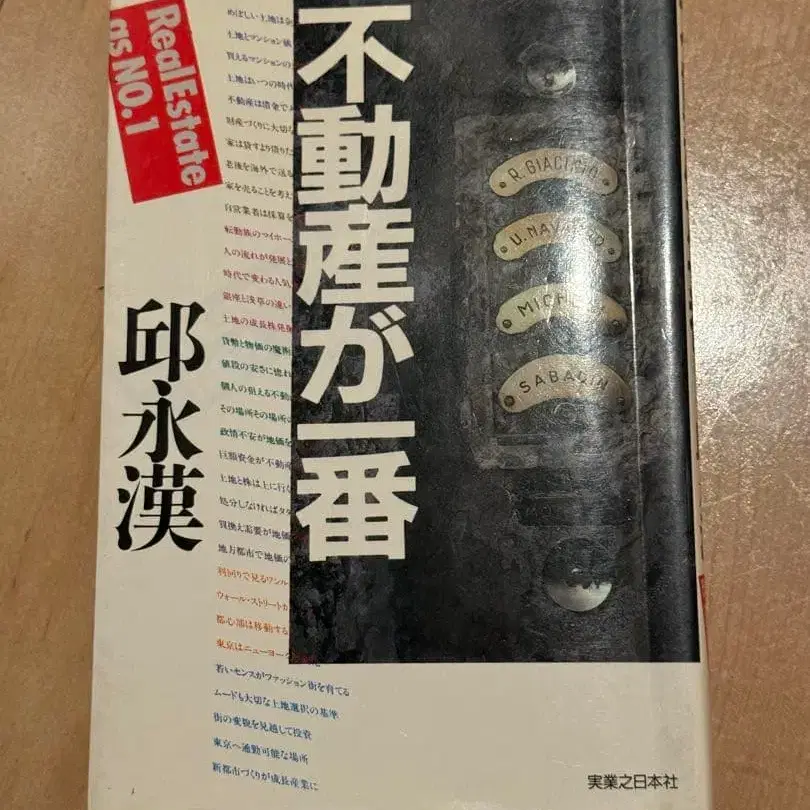 RealEstate
as NO.1
不動産が一番
邱永漢
めぼしい土地は
土地とマンション
買えるマンションの
土地はいつの時代
不動産は借金で
財産づくりに大切な
家は貸すより借りた
老後を海外で送る
家を売ることを考え
自営業者は採算を
転勤族のマイホー
人の流れが発展
時代で変わる人気
銀座と浅草の違い
土地の成長株発掘
貨幣と物価の魔術
値段の安さに惚れ
個人の狙える不動
その場所その場所
政情不安が地価を
巨額資金が不動産
土地と株は上に行く
処分しなければタ
買換え需要が地価
地方都市で地価の
利回りで見るワンル
ウォール・ストリート
都心部は移動する
東京はニューヨーク
若いセンスがファッション街を育てる
ムードも大切な土地選択の基準
街の変貌を見越して投資
東京へ通勤可能な場所
新都市づくりが成長産業に
R. GIACINTO
U. NAV
MICHE
SABAQIN
実業之日本社